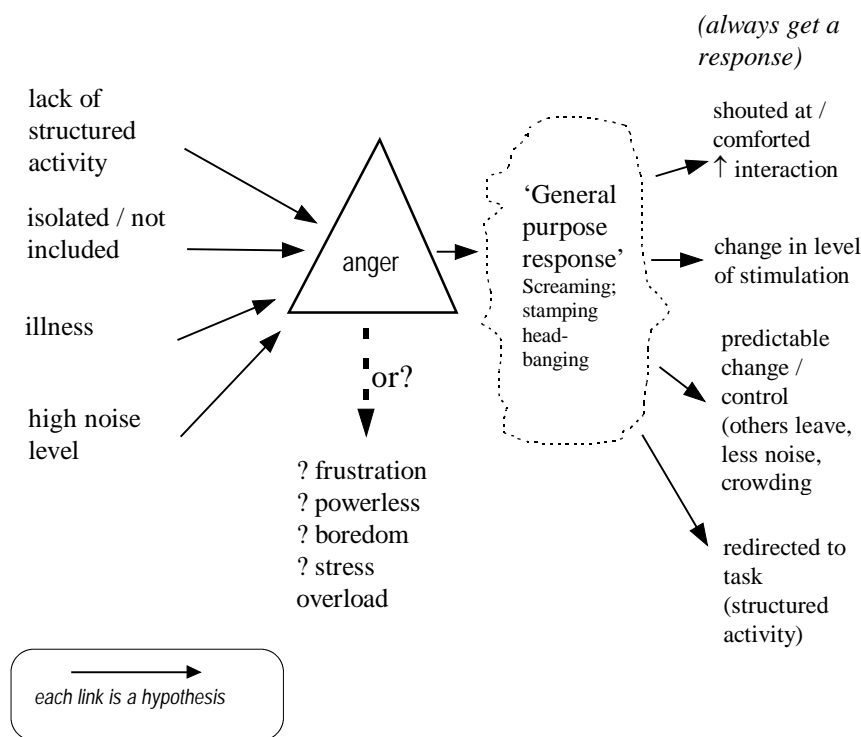 lack of
structured
activity
isolated / not
included
illness
high noise
level
anger
or?
? frustration
? powerless
? boredom
? stress
overload
‘General
purpose
response’
Screaming;
stamping
head-
banging
(always get a
response)
shouted at /
comforted
↑ interaction
change in level
of stimulation
predictable
change /
control
(others leave,
less noise,
crowding
redirected to
task
(structured
activity)
each link is a hypothesis